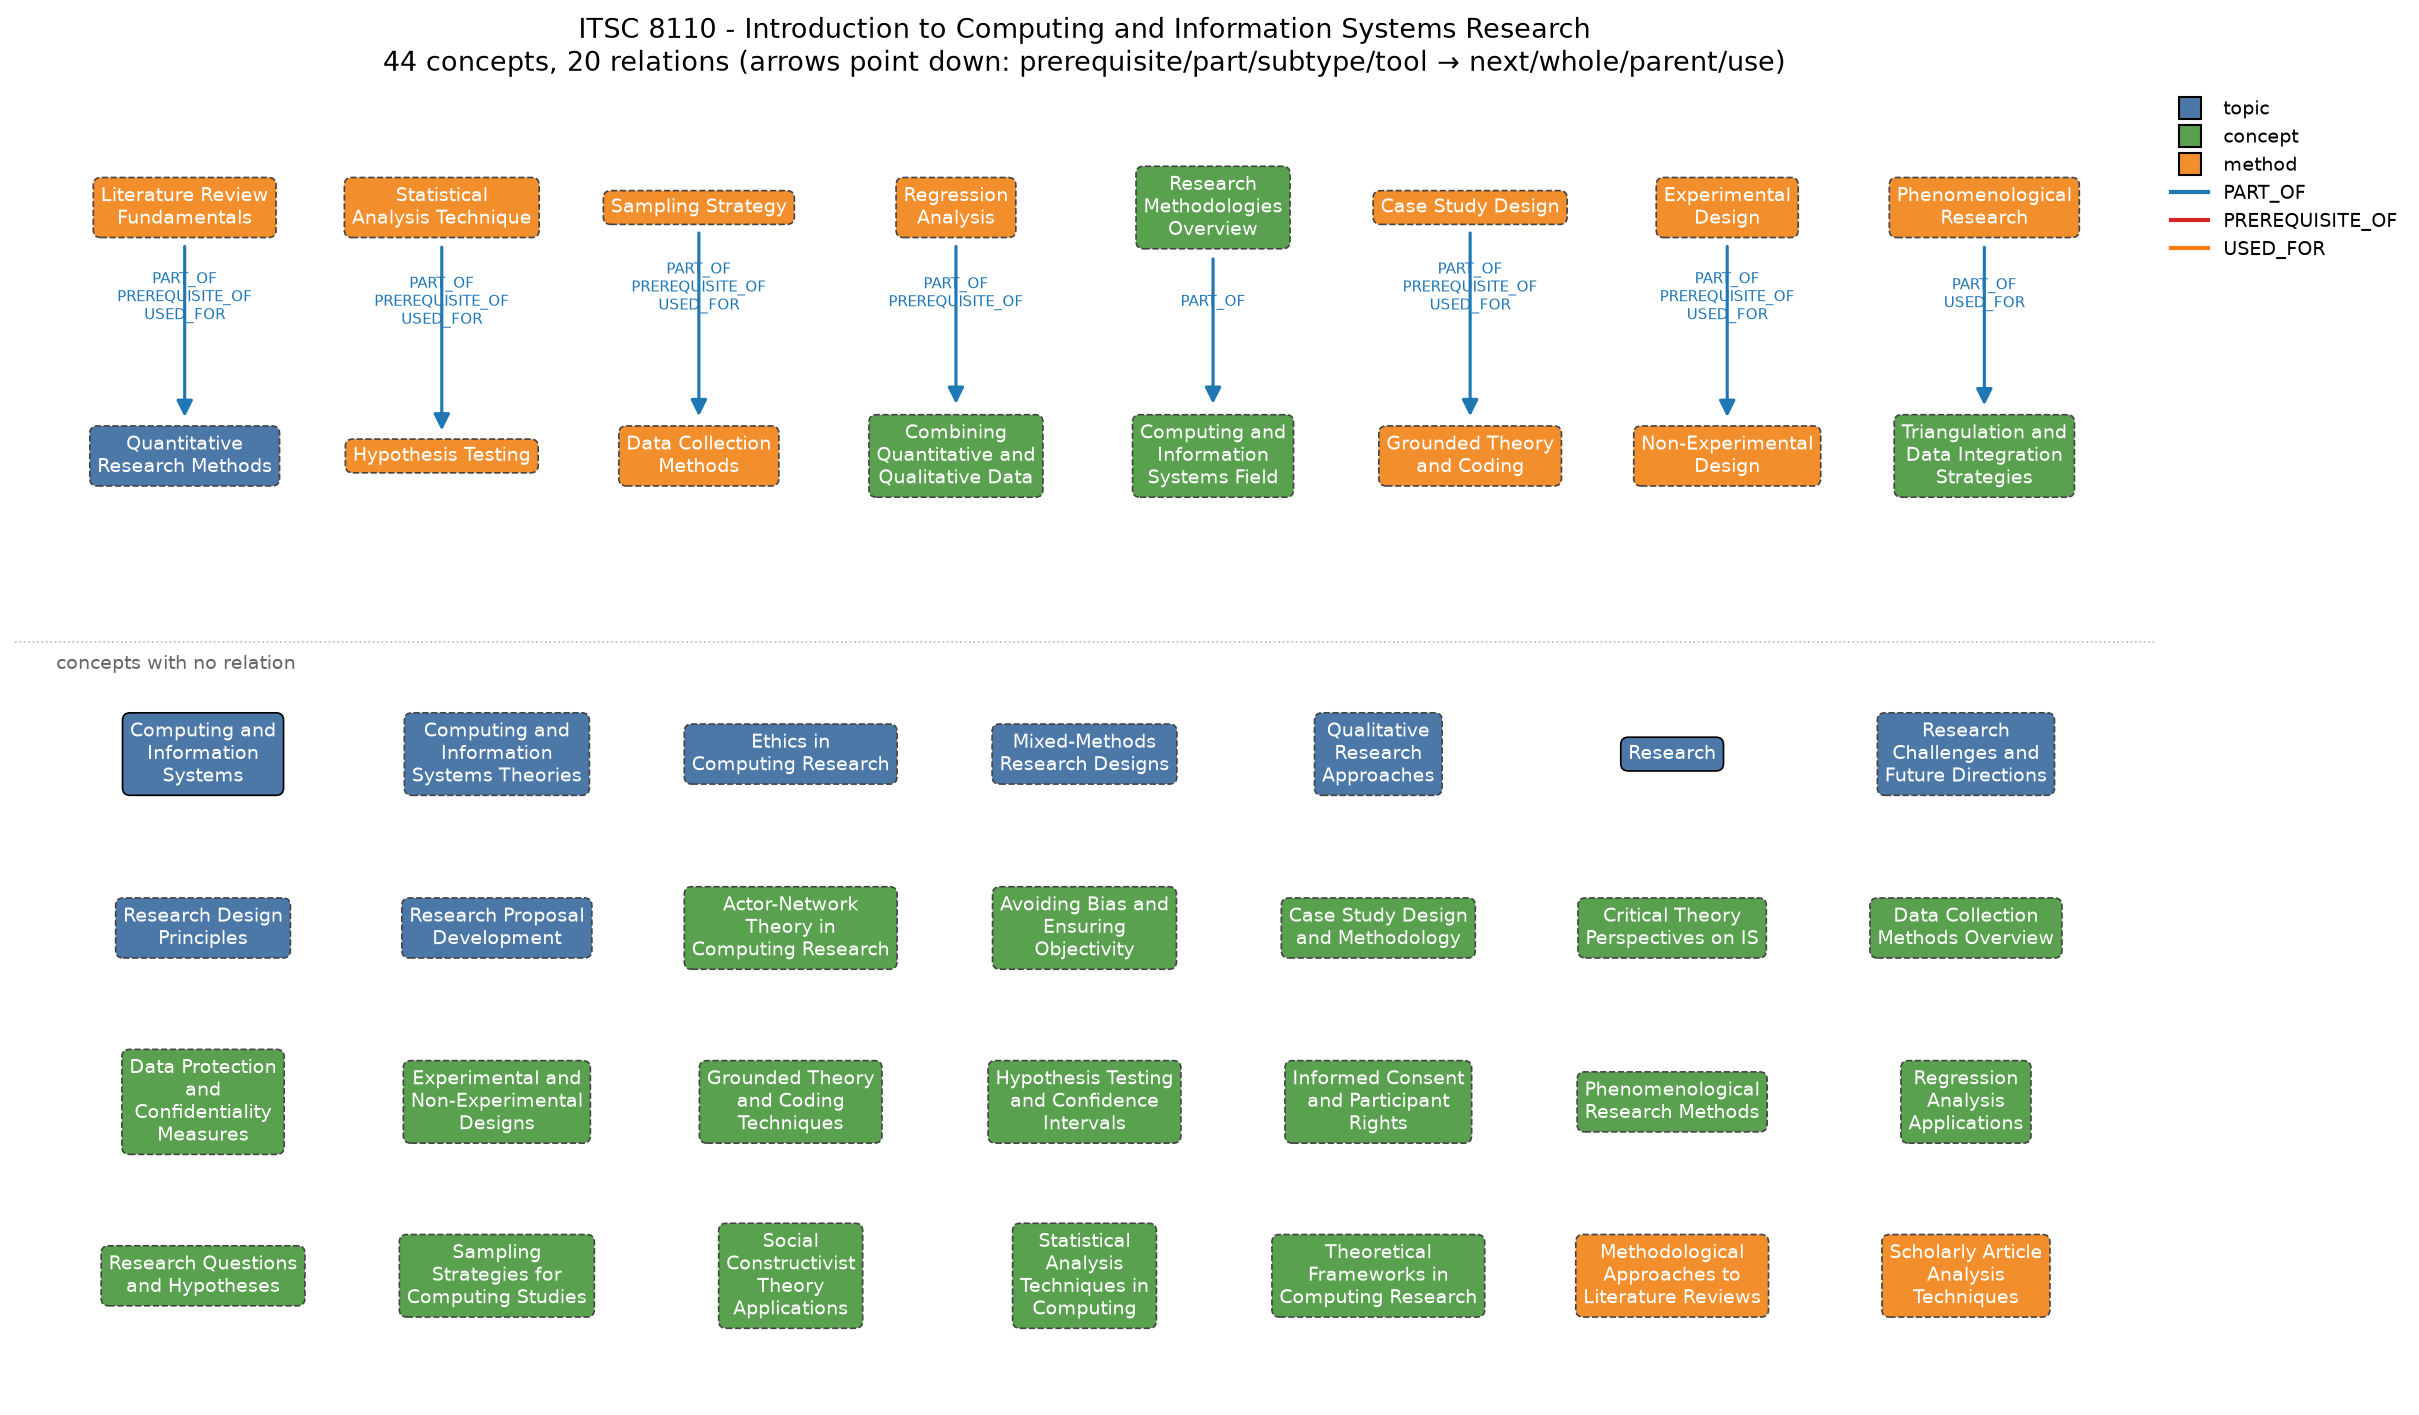 ITSC 8110 - Introduction to Computing and Information Systems Research
44 concepts, 20 relations (arrows point down: prerequisite/part/subtype/tool → next/whole/parent/use)
topic
concept
method
PART_OF
PREREQUISITE_OF
USED_FOR
Literature Review
Fundamentals
Statistical
Analysis Technique
Sampling Strategy
Regression
Analysis
Research
Methodologies
Overview
Case Study Design
Experimental
Design
Phenomenological
Research
PART_OF
PREREQUISITE_OF
USED_FOR
PART_OF
PREREQUISITE_OF
USED_FOR
PART_OF
PREREQUISITE_OF
USED_FOR
PART_OF
PREREQUISITE_OF
PART_OF
PART_OF
PREREQUISITE_OF
USED_FOR
PART_OF
PREREQUISITE_OF
USED_FOR
PART_OF
USED_FOR
Quantitative
Research Methods
Hypothesis Testing
Data Collection
Methods
Combining
Quantitative and
Qualitative Data
Computing and
Information
Systems Field
Grounded Theory
and Coding
Non-Experimental
Design
Triangulation and
Data Integration
Strategies
concepts with no relation
Computing and
Information
Systems
Computing and
Information
Systems Theories
Ethics in
Computing Research
Mixed-Methods
Research Designs
Qualitative
Research
Approaches
Research
Research
Challenges and
Future Directions
Research Design
Principles
Research Proposal
Development
Actor-Network
Theory in
Computing Research
Avoiding Bias and
Ensuring
Objectivity
Case Study Design
and Methodology
Critical Theory
Perspectives on IS
Data Collection
Methods Overview
Data Protection
and
Confidentiality
Measures
Experimental and
Non-Experimental
Designs
Grounded Theory
and Coding
Techniques
Hypothesis Testing
and Confidence
Intervals
Informed Consent
and Participant
Rights
Phenomenological
Research Methods
Regression
Analysis
Applications
Research Questions
and Hypotheses
Sampling
Strategies for
Computing Studies
Social
Constructivist
Theory
Applications
Statistical
Analysis
Techniques in
Computing
Theoretical
Frameworks in
Computing Research
Methodological
Approaches to
Literature Reviews
Scholarly Article
Analysis
Techniques